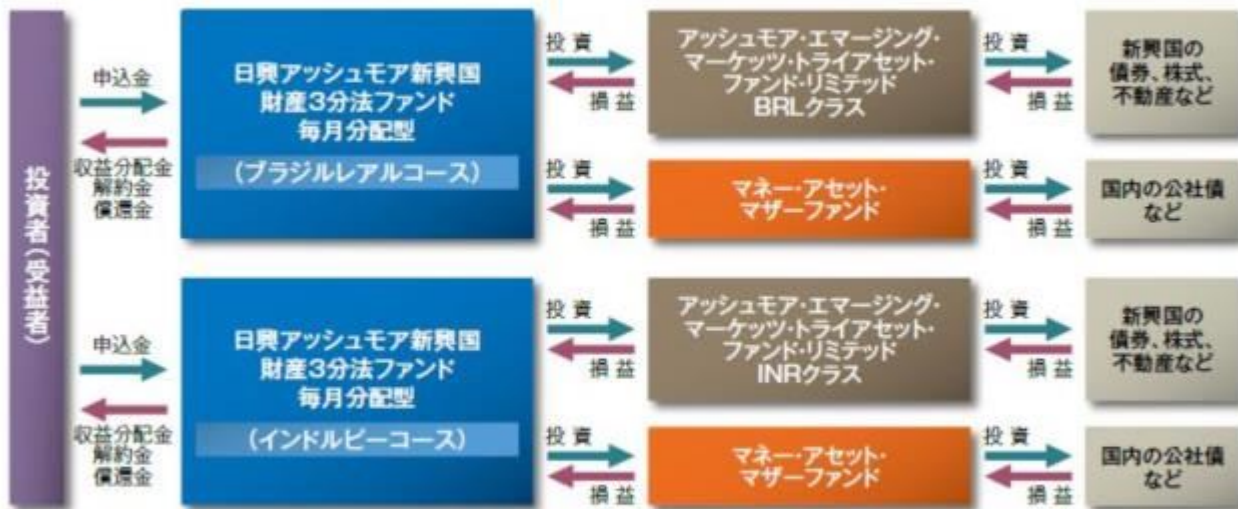 投資者(受益者)
申込金
収益分配金
解約金
償還金
日興アッシュモア新興国
財産3分法ファンド
毎月分配型
(ブラジルレアルコース)
投資
損益
アッシュモア・エマージング・
マーケッツ・トライアセット・
ファンド・リミテッド
BRLクラス
投資
損益
新興国の
債券、株式、
不動産など
投資
損益
マネー・アセット・
マザーファンド
投資
損益
国内の公社債
など
申込金
収益分配金
解約金
償還金
日興アッシュモア新興国
財産3分法ファンド
毎月分配型
(インドルピーコース)
投資
損益
アッシュモア・エマージング・
マーケッツ・トライアセット・
ファンド・リミテッド
INRクラス
投資
損益
新興国の
債券、株式、
不動産など
投資
損益
マネー・アセット・
マザーファンド
投資
損益
国内の公社債
など